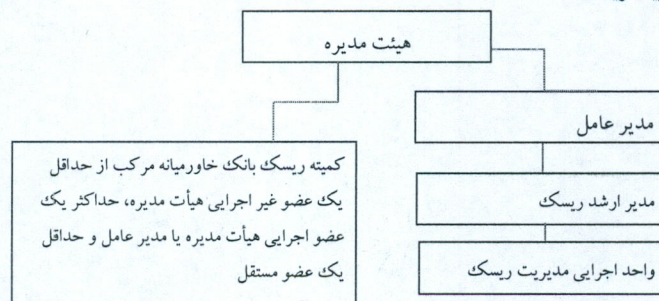 هیئت مدیره
مدیر عامل
مدیر ارشد ریسک
واحد اجرایی مدیریت ریسک
کمیته ریسک بانک خاورمیانه مرکب از حداقل
یک عضو غیر اجرایی هیأت مدیره، حداکثر یک
عضو اجرایی هیأت مدیره یا مدیر عامل و حداقل
یک عضو مستقل